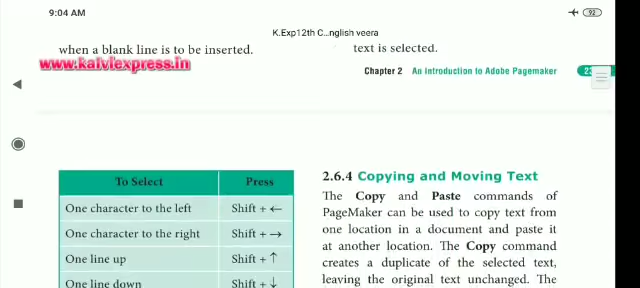 9:04 AM
92
K.Exp12th C...nglish veera
when a blank line is to be inserted.
text is selected.
www.kalviexpress.in
Chapter 2 An Introduction to Adobe Pagemaker
To Select Press
One character to the left Shift + ←
One character to the right Shift + →
One line up Shift + ↑
One line down Shift + ↓
2.6.4 Copying and Moving Text
The Copy and Paste commands of
PageMaker can be used to copy text from
one location in a document and paste it
at another location. The Copy command
creates a duplicate of the selected text,
leaving the original text unchanged. The